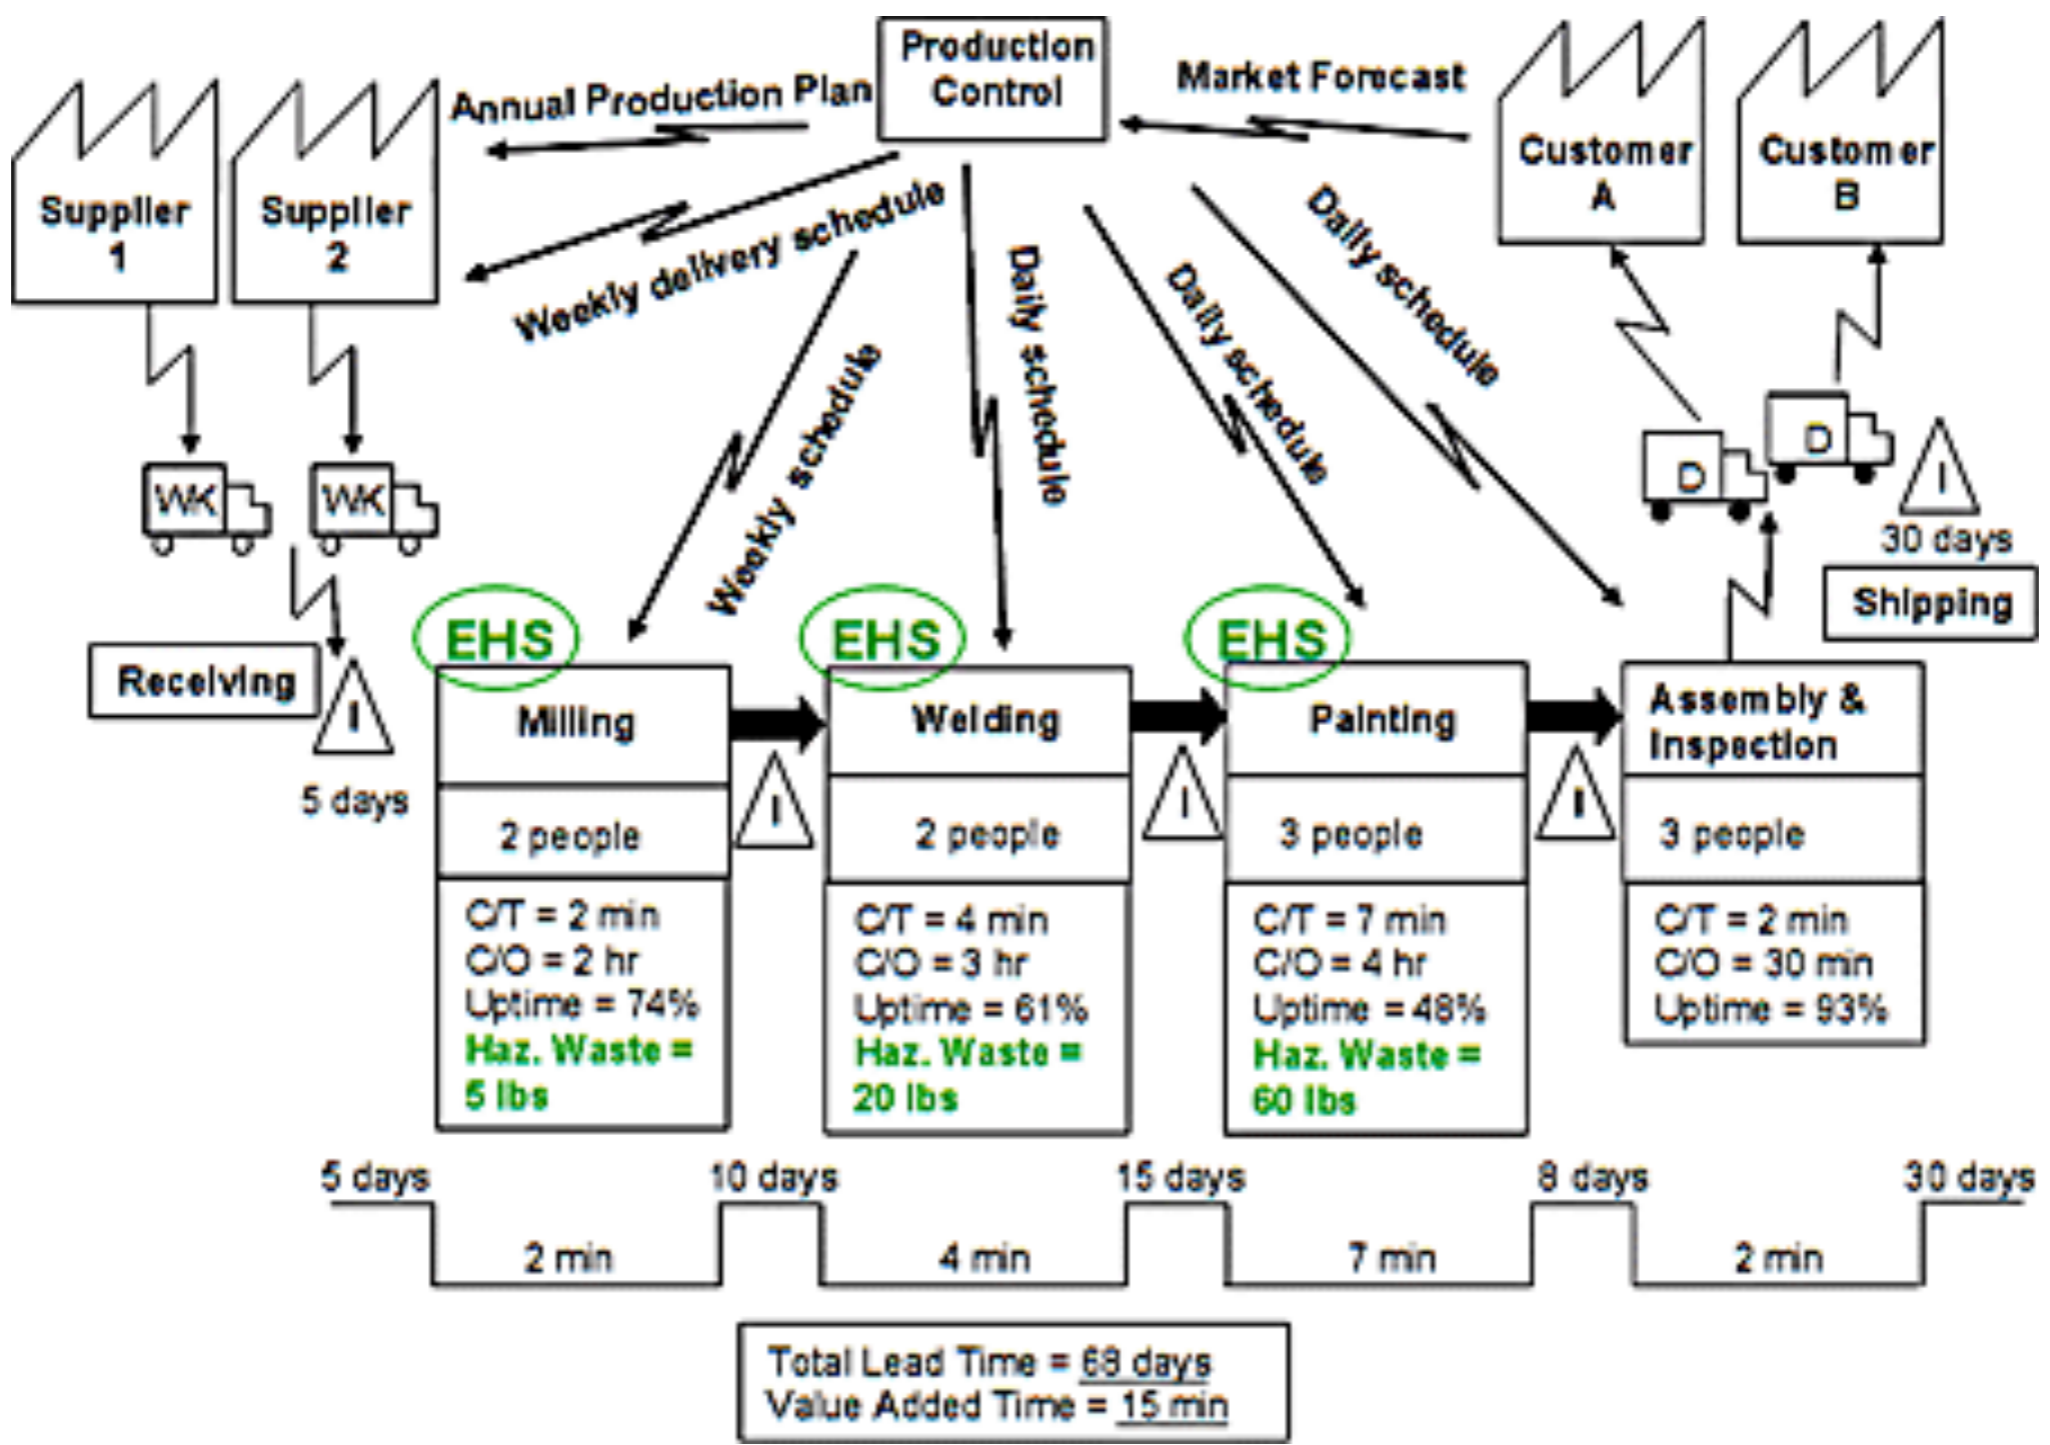 Production
Control
Annual Production Plan
Market Forecast
Supplier
1
Supplier
2
Customer
A
Customer
B
Weekly delivery schedule
Weekly schedule
Daily schedule
Daily schedule
Daily schedule
WK
WK
D
D
I
30 days
Shipping
Receiving
I
5 days
EHS
Milling
2 people
C/T = 2 min
C/O = 2 hr
Uptime = 74%
Haz. Waste =
5 lbs
I
EHS
Welding
2 people
C/T = 4 min
C/O = 3 hr
Uptime = 61%
Haz. Waste =
20 lbs
I
EHS
Painting
3 people
C/T = 7 min
C/O = 4 hr
Uptime = 48%
Haz. Waste =
60 lbs
I
Assembly &
Inspection
3 people
C/T = 2 min
C/O = 30 min
Uptime = 93%
5 days
10 days
15 days
8 days
30 days
2 min
4 min
7 min
2 min
Total Lead Time = 68 days
Value Added Time = 15 min